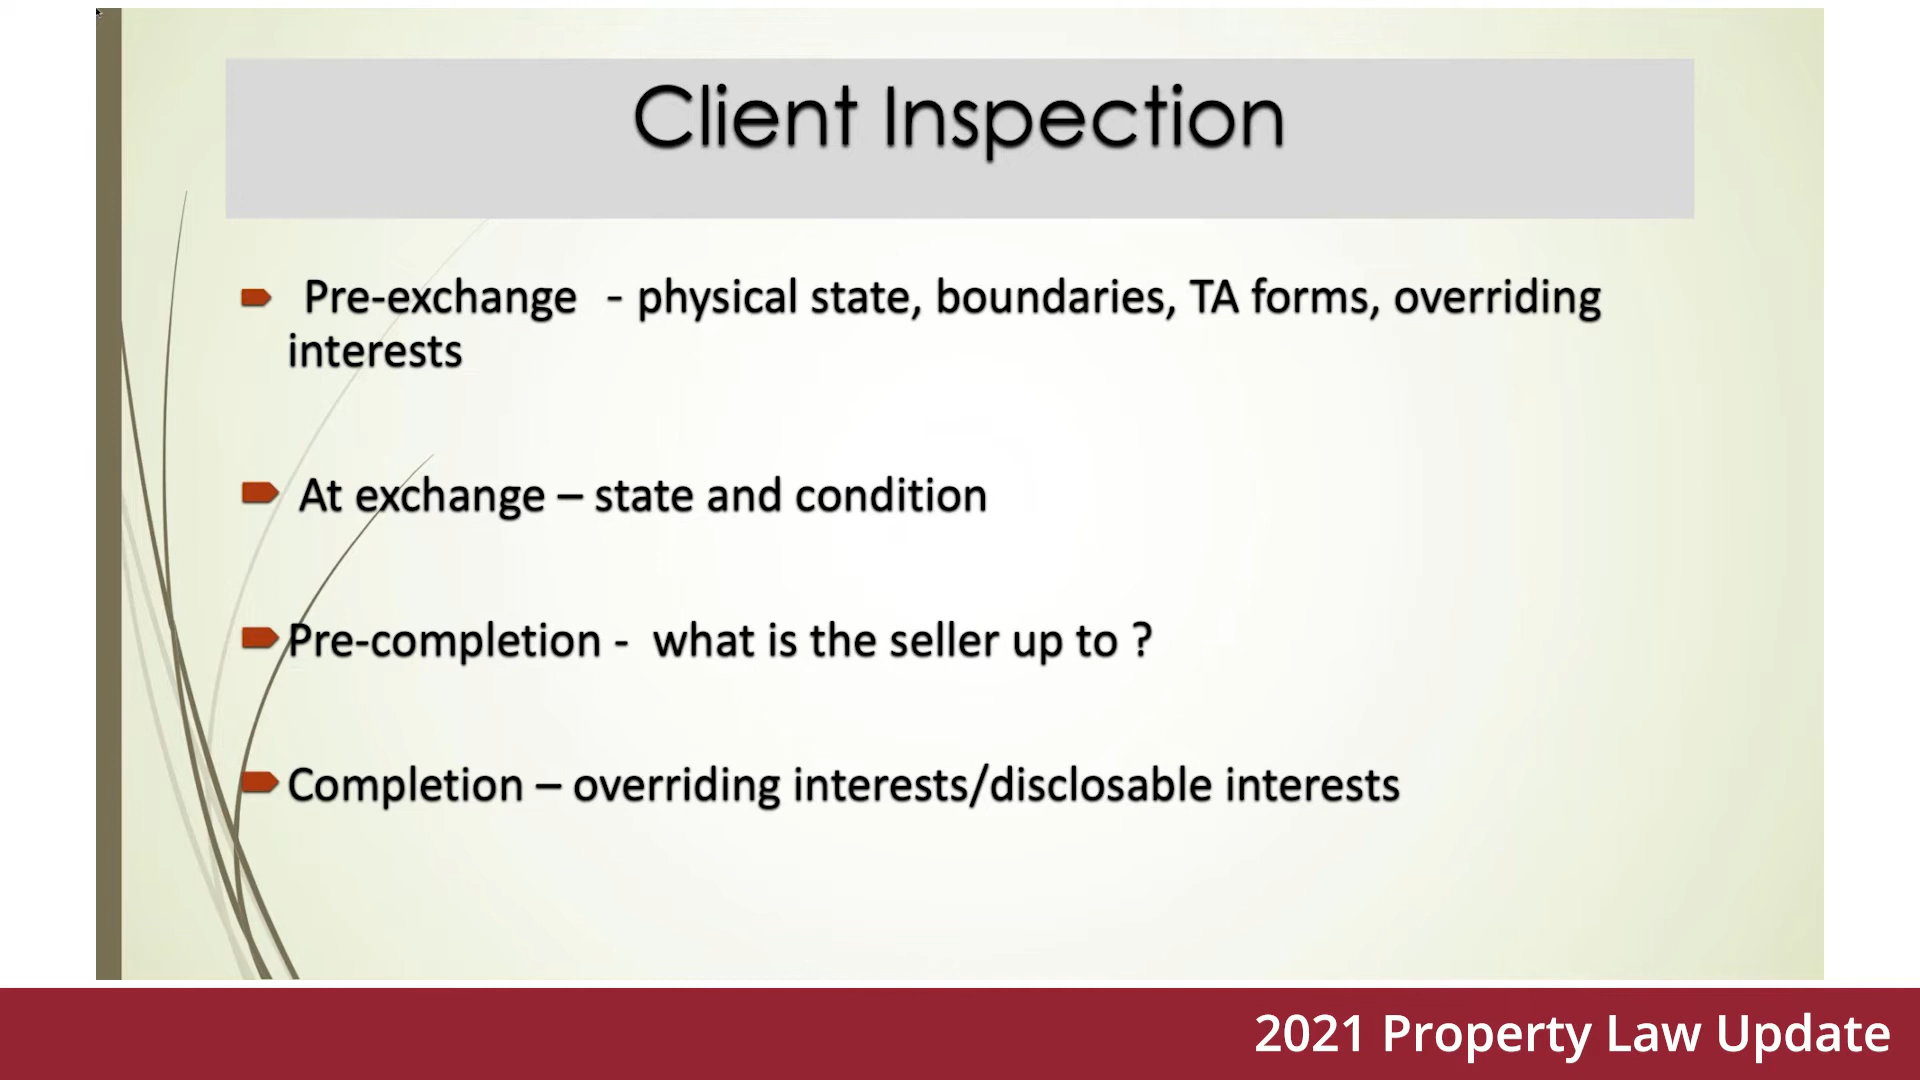 Client Inspection
Pre-exchange - physical state, boundaries, TA forms, overriding
interests
At exchange – state and condition
Pre-completion - what is the seller up to ?
Completion – overriding interests/disclosable interests
2021 Property Law Update